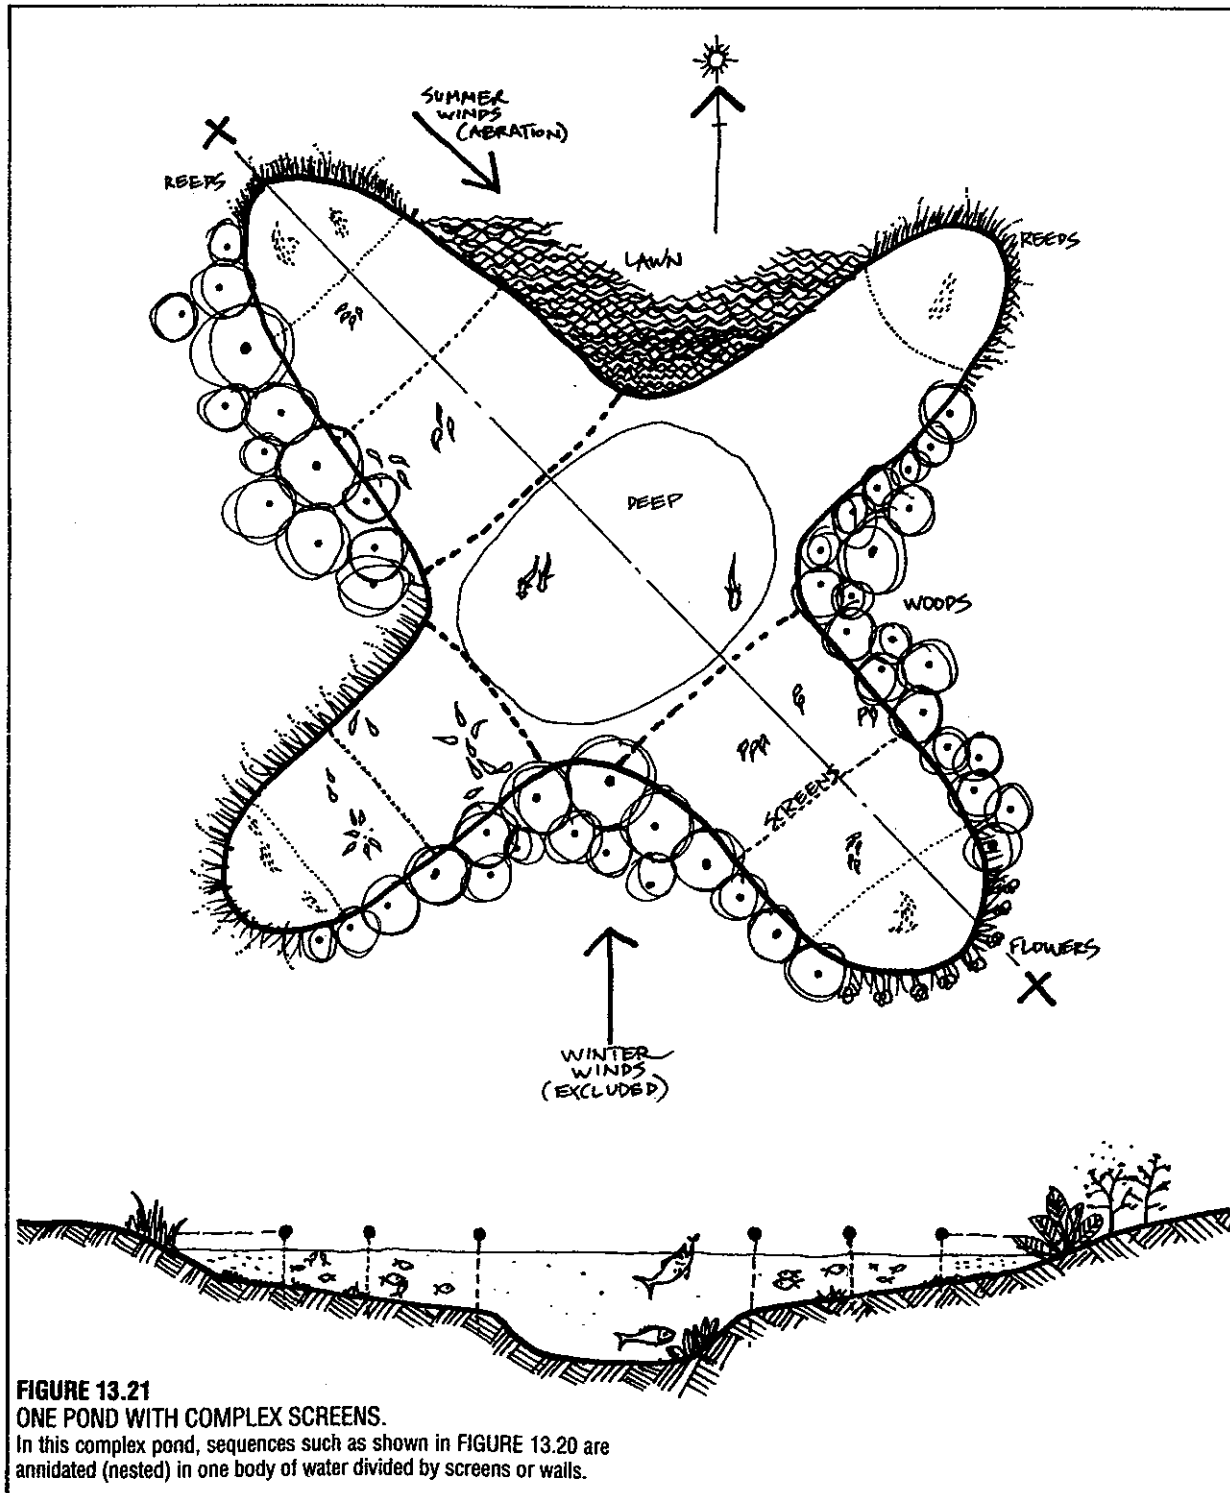 SUMMER
WINDS
(AERATION)
X
REEDS
LAWN
REEDS
DEEP
WOODS
SCREENS
FLOWERS
X
WINTER
WINDS
(EXCLUDED)
FIGURE 13.21
ONE POND WITH COMPLEX SCREENS.
In this complex pond, sequences such as shown in FIGURE 13.20 are
annidated (nested) in one body of water divided by screens or walls.